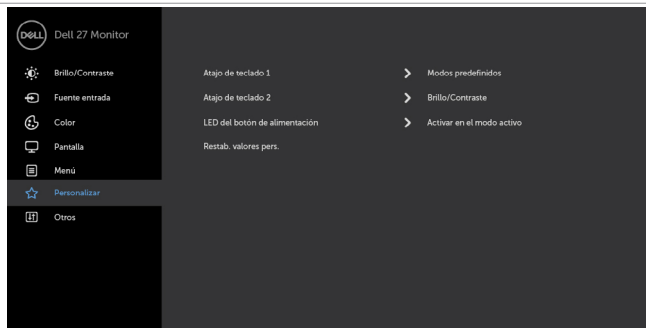 DELL Dell 27 Monitor
Brillo/Contraste
Atajo de teclado 1 Modos predefinidos
Fuente entrada
Atajo de teclado 2 Brillo/Contraste
Color
LED del botón de alimentación Activar en el modo activo
Pantalla
Restab. valores pers.
Menú
Personalizar
Otros